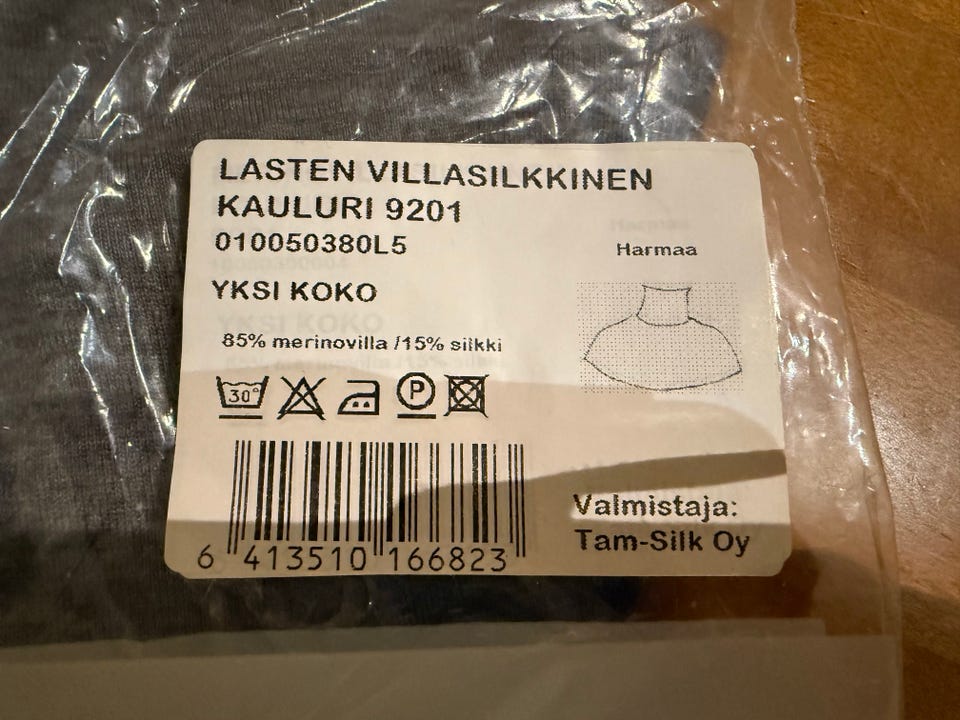 LASTEN VILLASILKKINEN
KAULURI 9201
010050380L5
Harmaa
YKSI KOKO
85% merinovilla /15% silkki
30°
P
6 413510 166823
Valmistaja:
Tam-Silk Oy